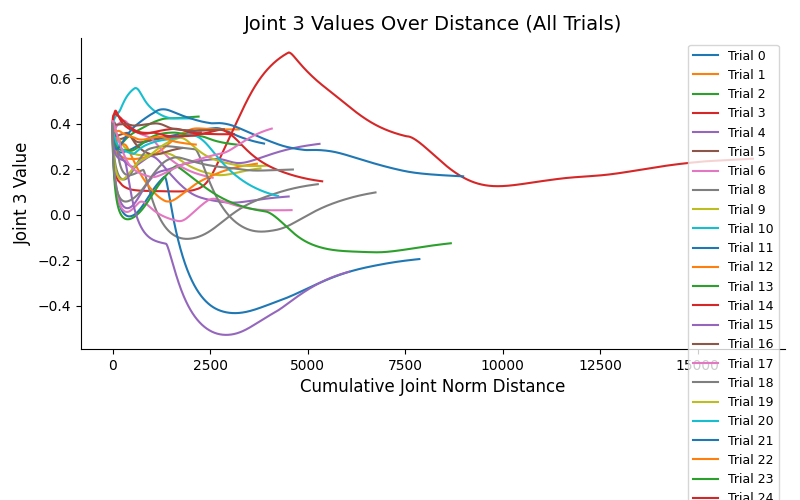 Joint 3 Values Over Distance (All Trials)
Joint 3 Value
0.6
0.4
0.2
0.0
−0.2
−0.4
0
2500
5000
7500
10000
12500
15000
Cumulative Joint Norm Distance
Trial 0
Trial 1
Trial 2
Trial 3
Trial 4
Trial 5
Trial 6
Trial 8
Trial 9
Trial 10
Trial 11
Trial 12
Trial 13
Trial 14
Trial 15
Trial 16
Trial 17
Trial 18
Trial 19
Trial 20
Trial 21
Trial 22
Trial 23
Trial 24